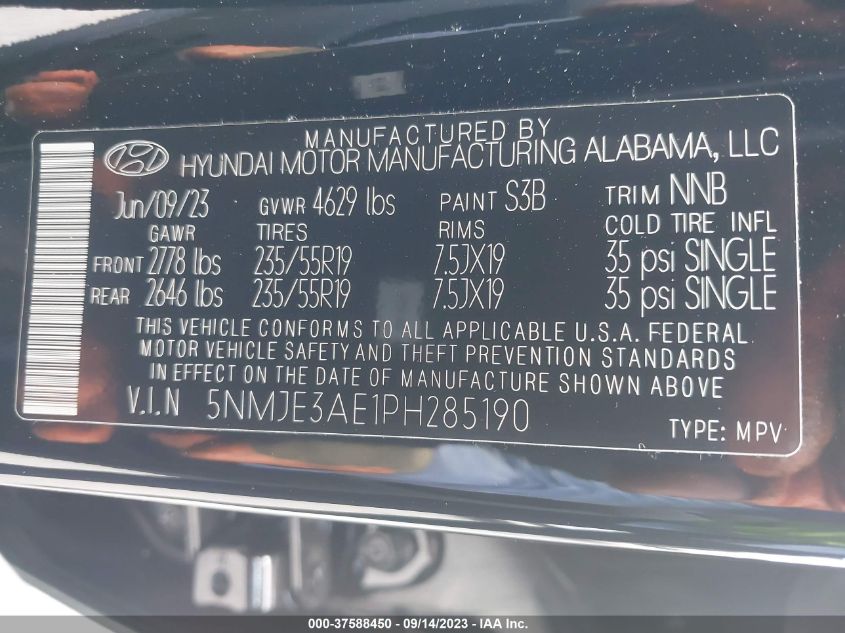 MANUFACTURED BY
HYUNDAI MOTOR MANUFACTURING ALABAMA, LLC
Jun/09/23 GVWR 4629 lbs PAINT S3B TRIM NNB
GAWR TIRES RIMS COLD TIRE INFL
FRONT 2778 lbs 235/55R19 7.5JX19 35 psi SINGLE
REAR 2646 lbs 235/55R19 7.5JX19 35 psi SINGLE
THIS VEHICLE CONFORMS TO ALL APPLICABLE U.S.A. FEDERAL
MOTOR VEHICLE SAFETY AND THEFT PREVENTION STANDARDS
IN EFFECT ON THE DATE OF MANUFACTURE SHOWN ABOVE
V.I.N 5NMJE3AE1PH285190
TYPE: MPV
000-37588450 - 09/14/2023 - IAA Inc.